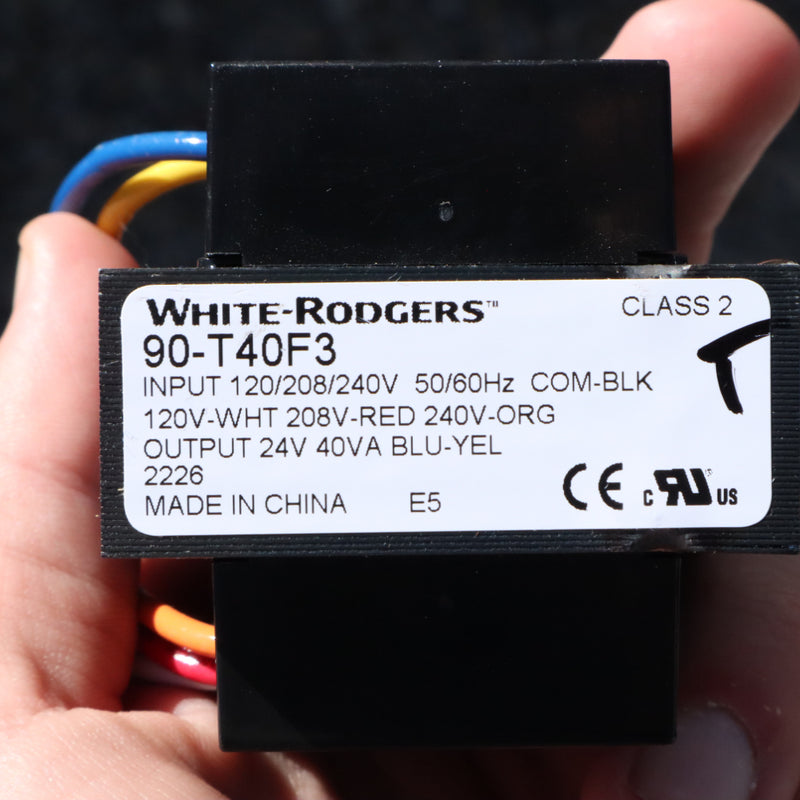 WHITE-RODGERS™
CLASS 2
90-T40F3
INPUT 120/208/240V 50/60Hz COM-BLK
120V-WHT 208V-RED 240V-ORG
OUTPUT 24V 40VA BLU-YEL
2226
MADE IN CHINA E5
CE c RU US